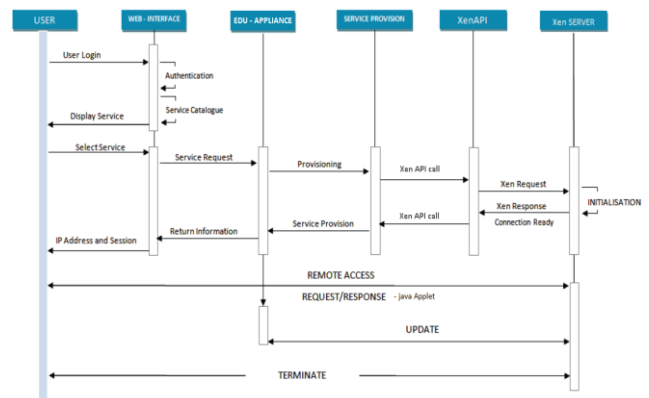 USER
WEB - INTERFACE
EDU - APPLIANCE
SERVICE PROVISION
XenAPI
Xen SERVER
User Login
Authentication
Service Catalogue
Display Service
Select Service
Service Request
Provisioning
Xen API call
Xen Request
INITIALISATION
Xen Response
Connection Ready
Xen API call
Service Provision
Return Information
IP Address and Session
REMOTE ACCESS
REQUEST/RESPONSE - Java Applet
UPDATE
TERMINATE